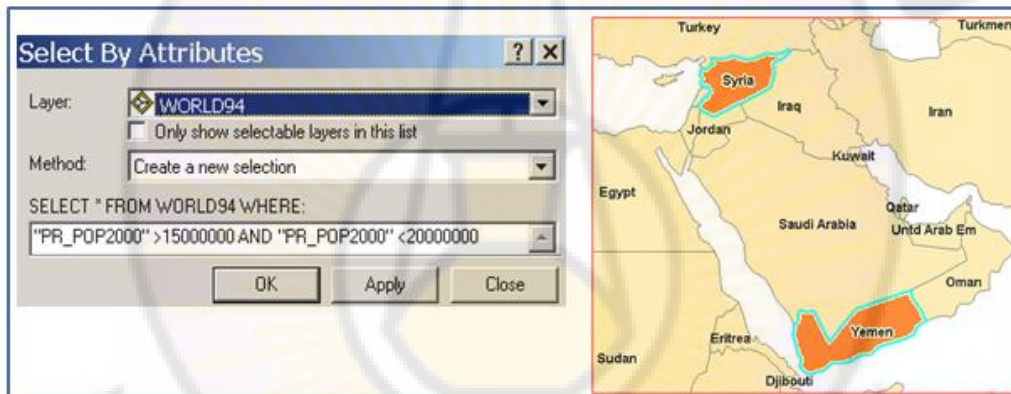 Select By Attributes
Layer: WORLD94
Only show selectable layers in this list
Method: Create a new selection
SELECT * FROM WORLD94 WHERE:
"PR_POP2000" >15000000 AND "PR_POP2000" <20000000
OK Apply Close
Turkey
Turkmen
Syria
Iraq
Iran
Jordan
Kuwait
Egypt
Qatar
Saudi Arabia
Untd Arab Em
Oman
Eritrea
Yemen
Sudan
Djibouti